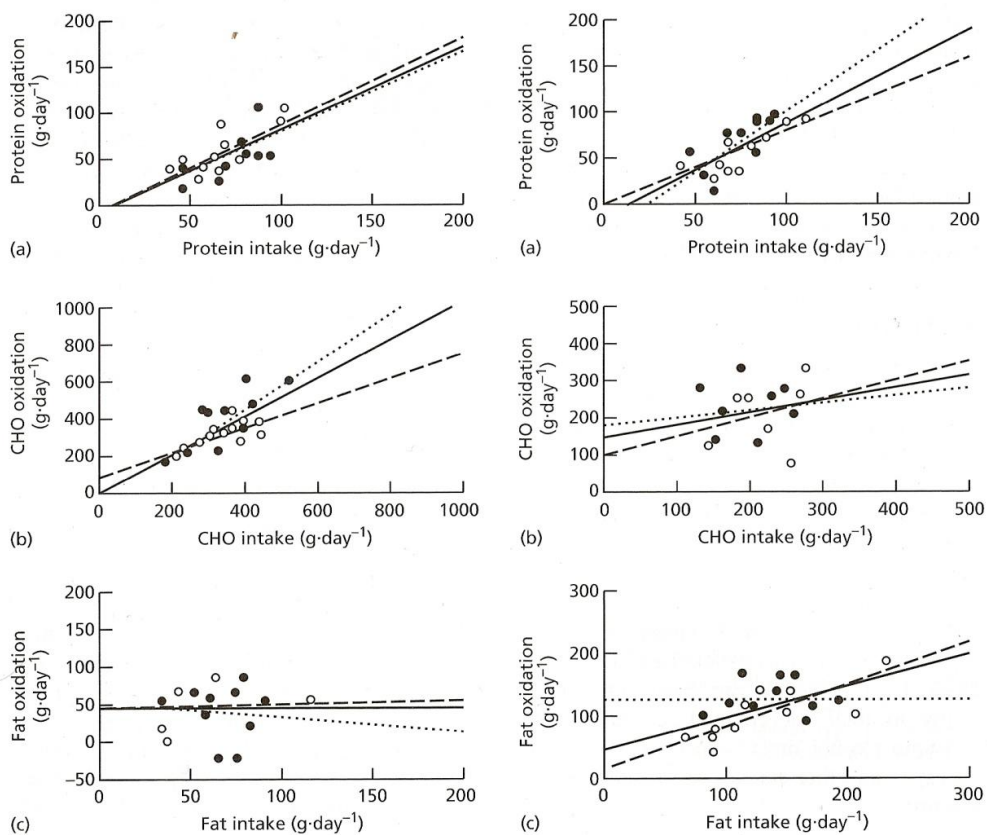 Protein oxidation
(g·day⁻¹)
200
150
100
50
0
0 50 100 150 200
(a)
Protein intake (g·day⁻¹)
Protein oxidation
(g·day⁻¹)
200
150
100
50
0
0 50 100 150 200
(a)
Protein intake (g·day⁻¹)
CHO oxidation
(g·day⁻¹)
1000
800
600
400
200
0
0 200 400 600 800 1000
(b)
CHO intake (g·day⁻¹)
CHO oxidation
(g·day⁻¹)
500
400
300
200
100
0
0 100 200 300 400 500
(b)
CHO intake (g·day⁻¹)
Fat oxidation
(g·day⁻¹)
200
150
100
50
0
−50
0 50 100 150 200
(c)
Fat intake (g·day⁻¹)
Fat oxidation
(g·day⁻¹)
300
200
100
0
0 100 200 300
(c)
Fat intake (g·day⁻¹)